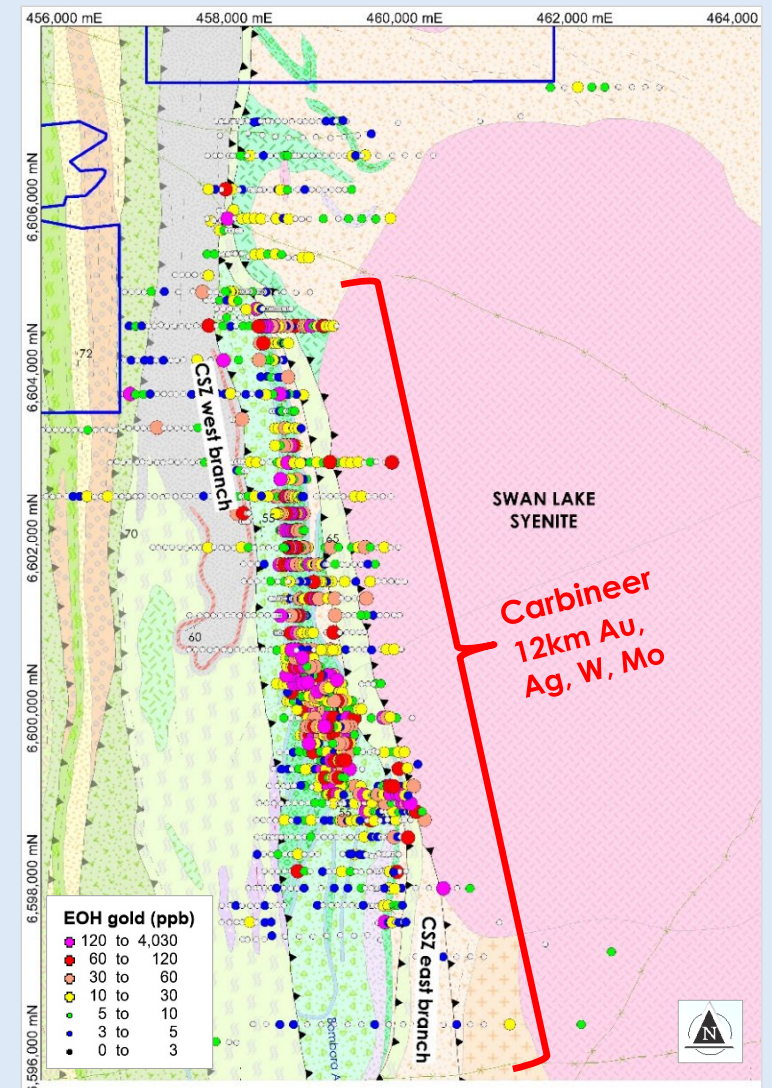 456,000 mE 458,000 mE 460,000 mE 462,000 mE 464,000
6,606,000 mN
6,604,000 mN
6,602,000 mN
6,600,000 mN
6,598,000 mN
6,596,000 mN
72
CSZ west branch
SWAN LAKE
SYENITE
55
65
70
60
Carbineer
12km Au,
Ag, W, Mo
55
EOH gold (ppb)
120 to 4,030
60 to 120
30 to 60
10 to 30
5 to 10
3 to 5
0 to 3
CSZ east branch
Bombara A
N